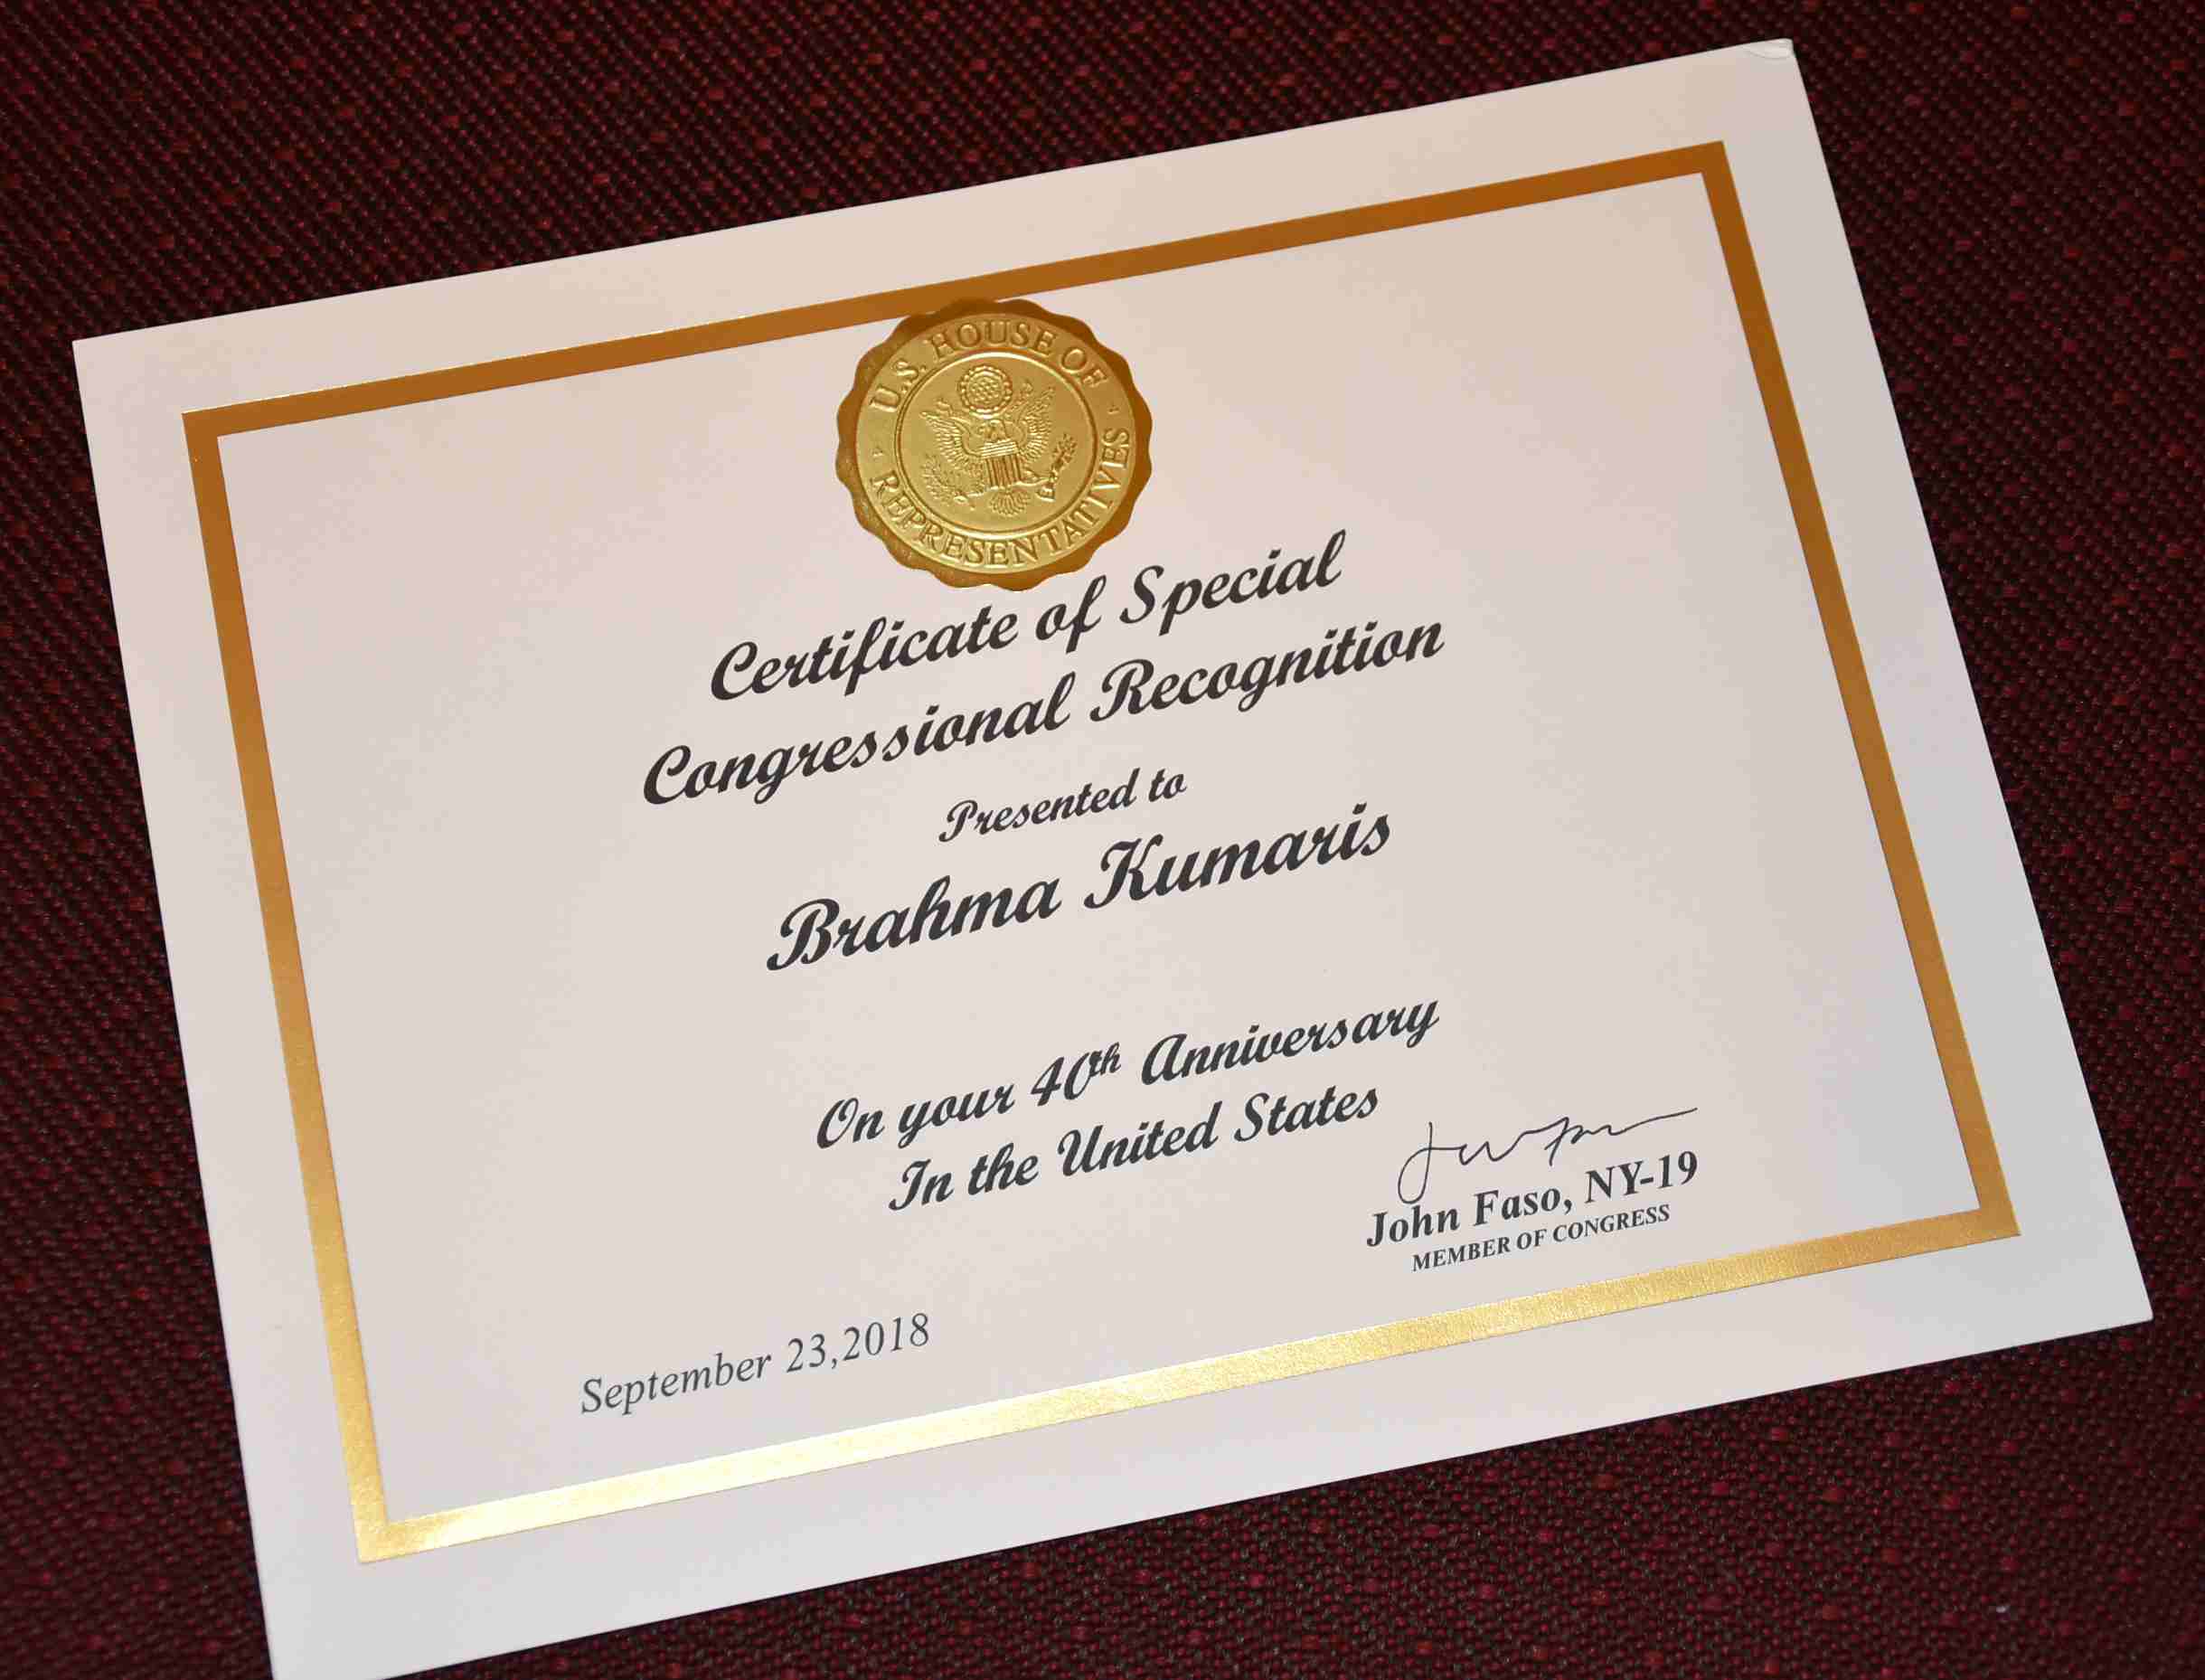 U.S. HOUSE OF
REPRESENTATIVES
Certificate of Special
Congressional Recognition
Presented to
Brahma Kumaris
On your 40th Anniversary
In the United States
John Faso, NY-19
MEMBER OF CONGRESS
September 23,2018